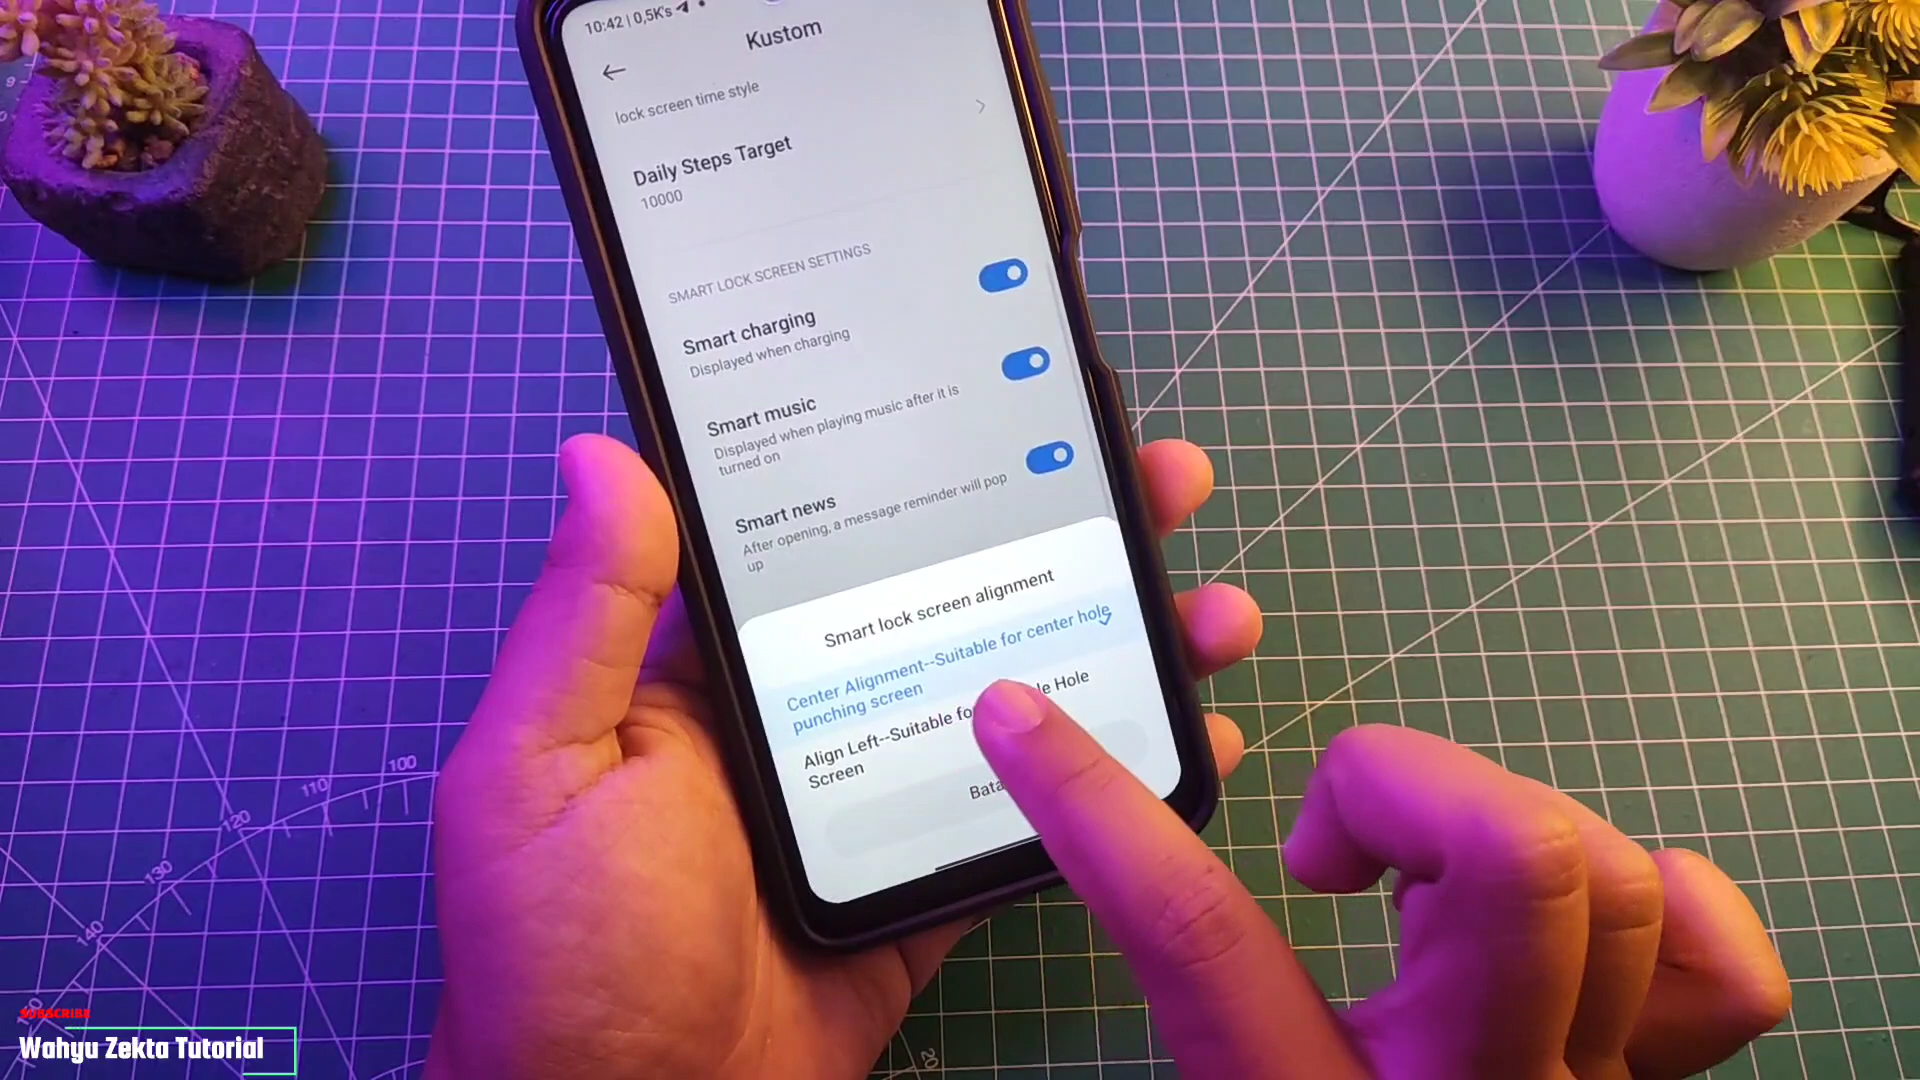 10:42 | 0,5K's
Kustom
lock screen time style
Daily Steps Target
10000
SMART LOCK SCREEN SETTINGS
Smart charging
Displayed when charging
Smart music
Displayed when playing music after it is
turned on
Smart news
After opening, a message reminder will pop
up
Smart lock screen alignment
Center Alignment--Suitable for center hole
punching screen
Align Left--Suitable for Hole
Screen
100
110
120
130
140
20
SUBSCRIBE
Wahyu Zekta Tutorial